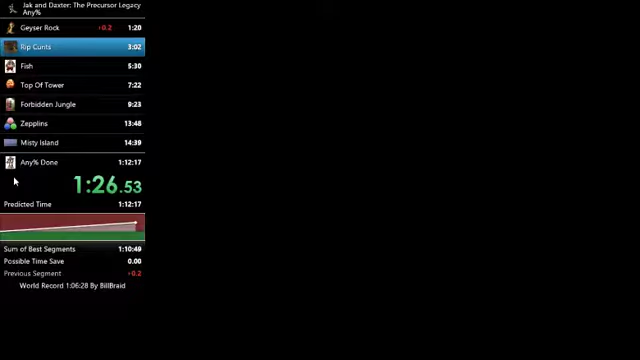 Jak and Daxter: The Precursor Legacy
Any%
Geyser Rock +0.2 1:20
Rip Cunts 3:02
Fish 5:30
Top Of Tower 7:22
Forbidden Jungle 9:23
Zepplins 13:48
Misty Island 14:39
Any% Done 1:12:17
1:26.53
Predicted Time 1:12:17
Sum of Best Segments 1:10:49
Possible Time Save 0.00
Previous Segment +0.2
World Record 1:06:28 By BillBraid